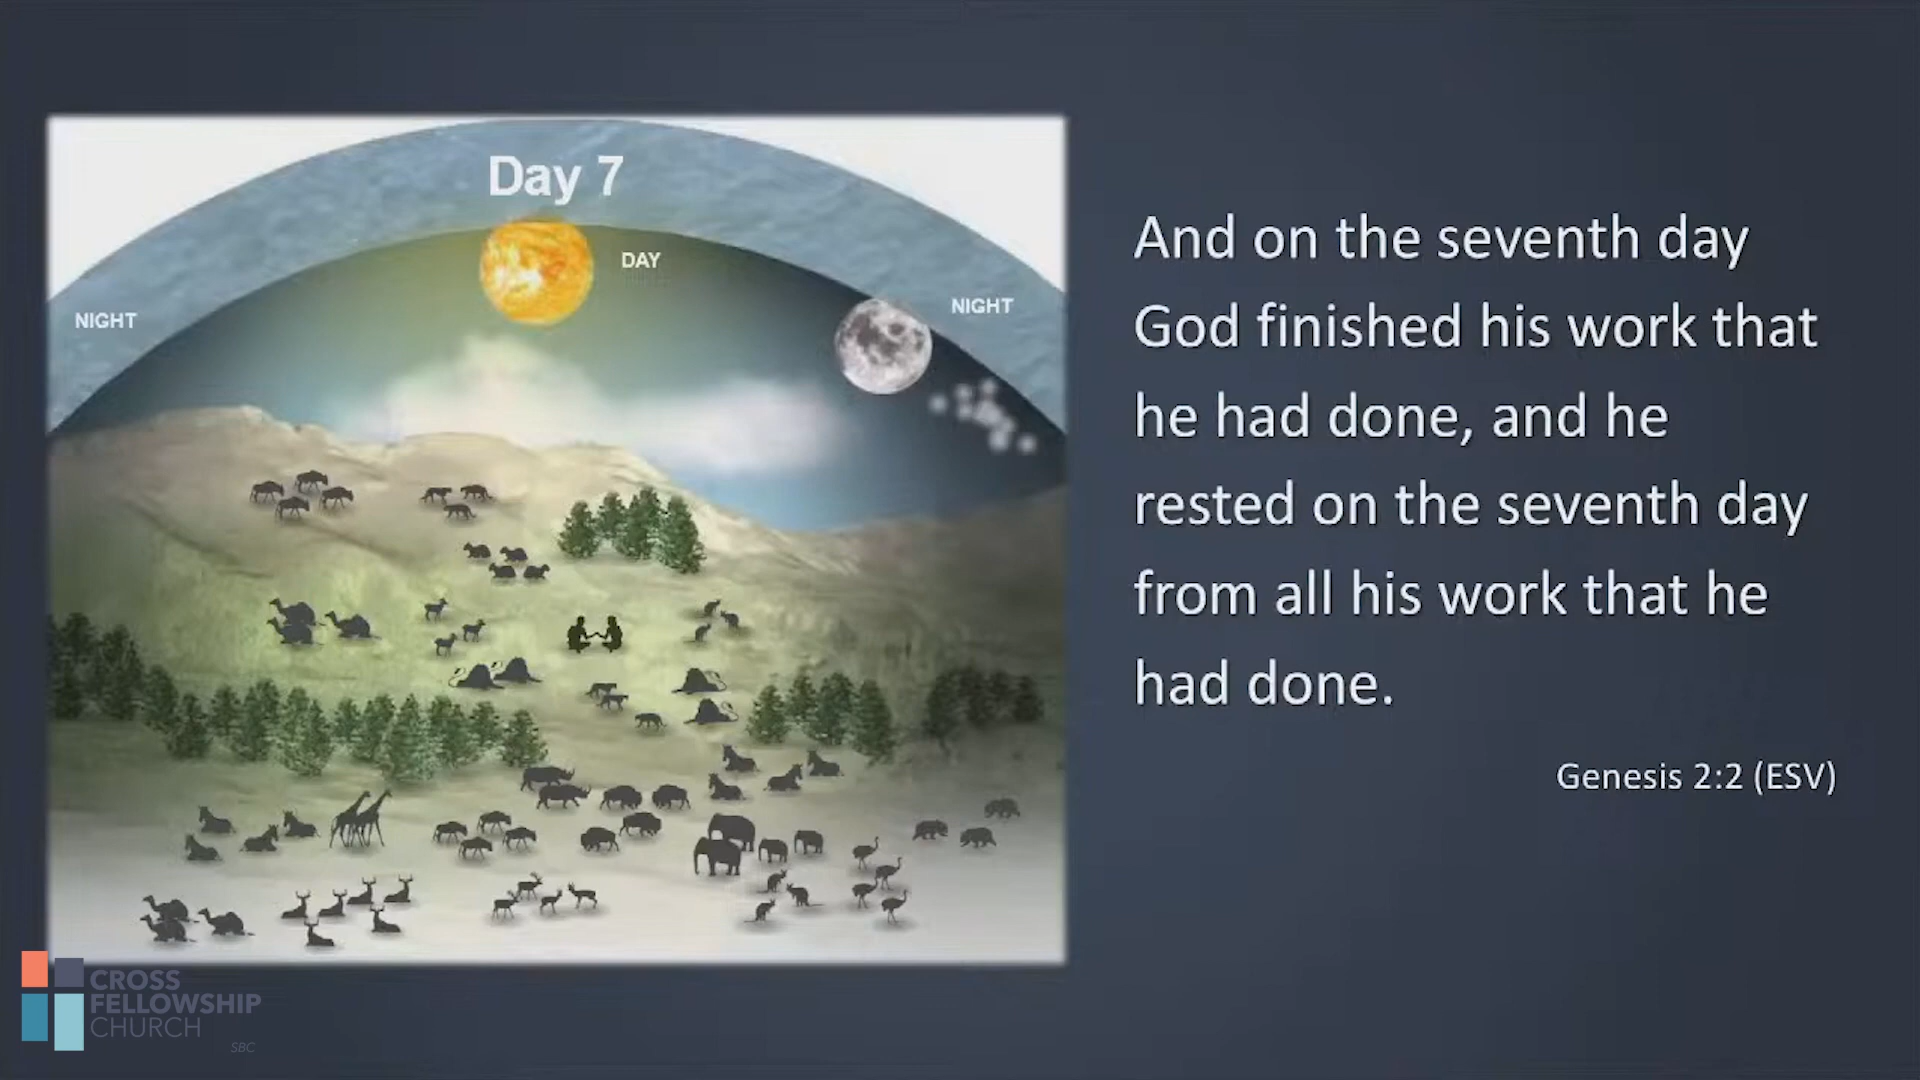 Day 7
DAY
NIGHT
NIGHT
And on the seventh day
God finished his work that
he had done, and he
rested on the seventh day
from all his work that he
had done.
Genesis 2:2 (ESV)
CROSS
FELLOWSHIP
CHURCH
SBC